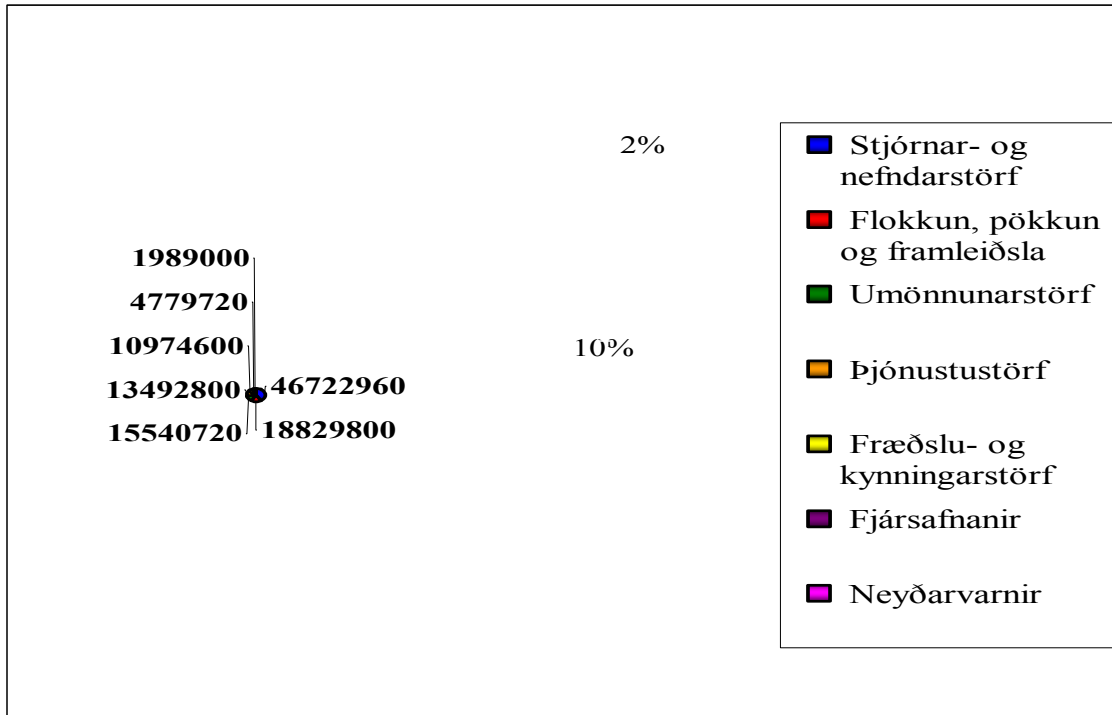 2%
1989000
4779720
10974600
10%
13492800
46722960
15540720
18829800
Stjórnar- og
nefndarstörf
Flokkun, pökkun
og framleiðsla
Umönnunarstörf
Þjónustustörf
Fræðslu- og
kynningarstörf
Fjársafnanir
Neyðarvarnir